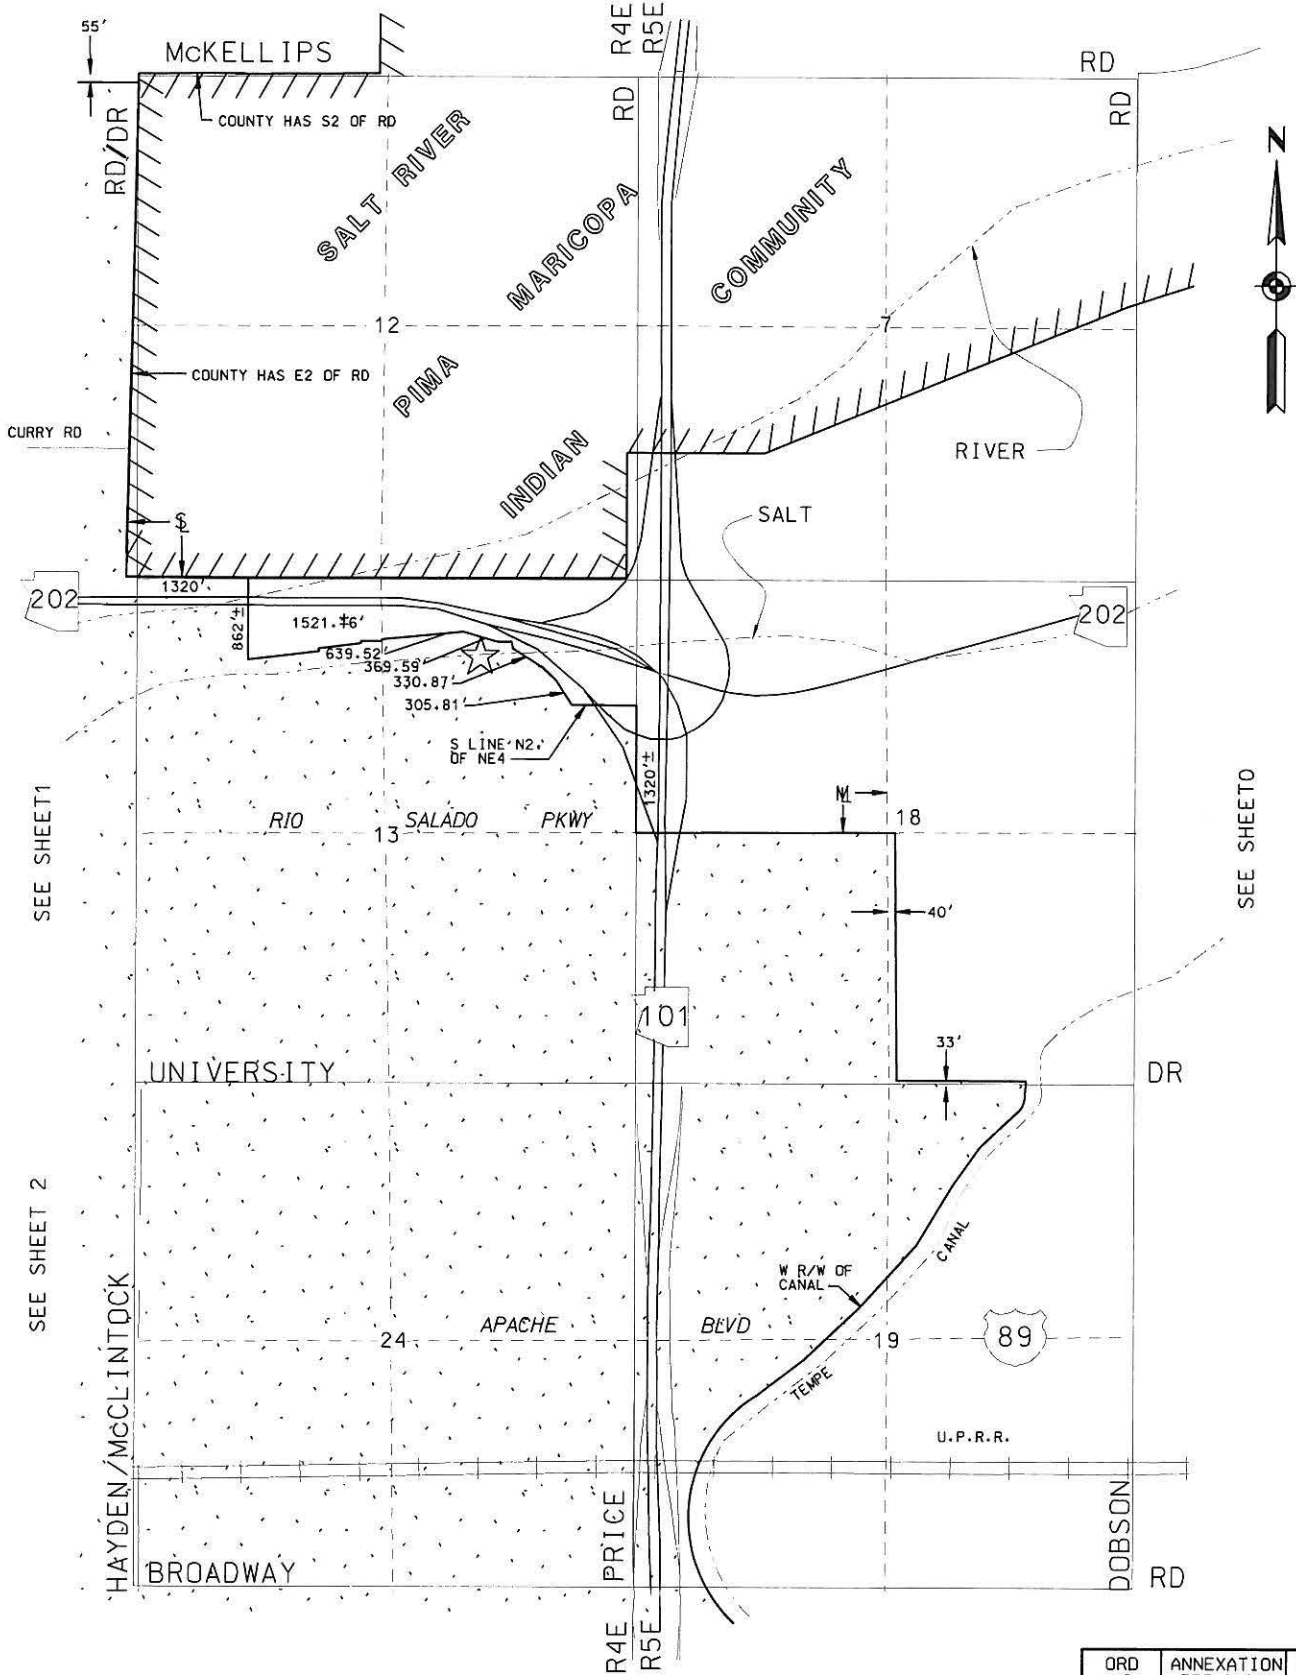 55'
R4E
R5E
McKELLIPS
RD
COUNTY HAS S2 OF RD
RD/DR
RD
RD
N
SALT RIVER
PIMA MARICOPA
INDIAN COMMUNITY
12
7
COUNTY HAS E2 OF RD
CURRY RD
RIVER
SALT
1320'
202
202
862'±
1521.
639.52'
369.59'
330.87'
305.81'
S LINE N2
OF NE4
1320'±
SEE SHEET1
SEE SHEET0
RIO SALADO PKWY
13
18
40'
101
33'
UNIVERSITY
DR
SEE SHEET 2
CANAL
W R/W OF
CANAL
APACHE BLVD
24
19
89
TEMPE
HAYDEN/McCLINTOCK
U.P.R.R.
PRICE
DOBSON
BROADWAY
RD
R4E
R5E
ORD
ANNEXATION